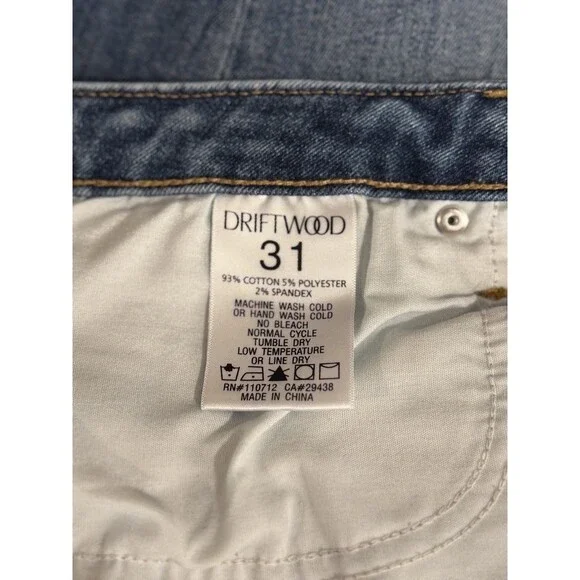 DRIFTWOOD
31
93% COTTON 5% POLYESTER
2% SPANDEX
MACHINE WASH COLD
OR HAND WASH COLD
NO BLEACH
NORMAL CYCLE
TUMBLE DRY
LOW TEMPERATURE
OR LINE DRY
RN#110712 CA#29438
MADE IN CHINA